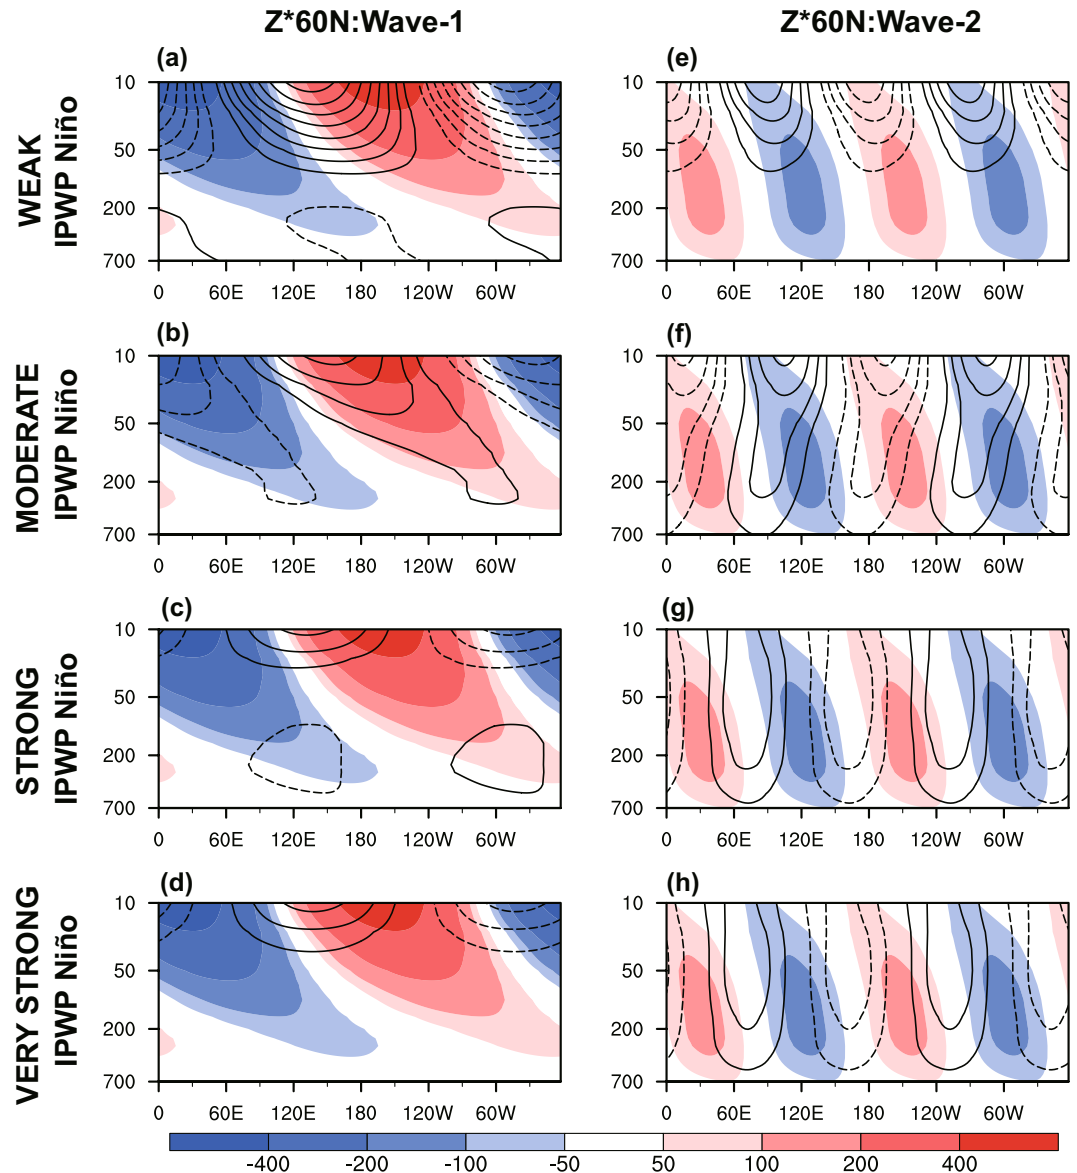 Z*60N:Wave-1
Z*60N:Wave-2
WEAK
IPWP Niño
(a)
10
50
200
700
0 60E 120E 180 120W 60W
(e)
10
50
200
700
0 60E 120E 180 120W 60W
MODERATE
IPWP Niño
(b)
10
50
200
700
0 60E 120E 180 120W 60W
(f)
10
50
200
700
0 60E 120E 180 120W 60W
STRONG
IPWP Niño
(c)
10
50
200
700
0 60E 120E 180 120W 60W
(g)
10
50
200
700
0 60E 120E 180 120W 60W
VERY STRONG
IPWP Niño
(d)
10
50
200
700
0 60E 120E 180 120W 60W
(h)
10
50
200
700
0 60E 120E 180 120W 60W
-400 -200 -100 -50 50 100 200 400